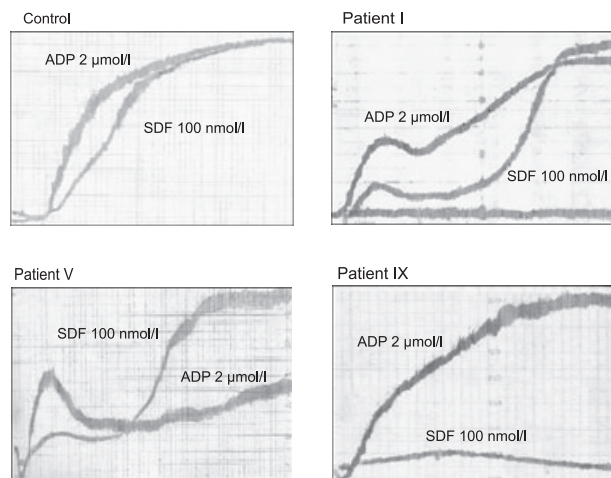 Control
ADP 2 µmol/l
SDF 100 nmol/l
Patient I
ADP 2 µmol/l
SDF 100 nmol/l
Patient V
SDF 100 nmol/l
ADP 2 µmol/l
Patient IX
ADP 2 µmol/l
SDF 100 nmol/l